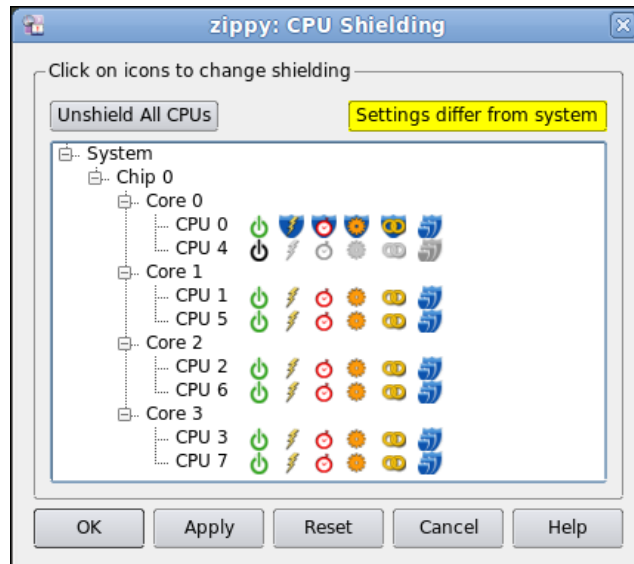 zippy: CPU Shielding
Click on icons to change shielding
Unshield All CPUs
Settings differ from system
System
Chip 0
Core 0
CPU 0
CPU 4
Core 1
CPU 1
CPU 5
Core 2
CPU 2
CPU 6
Core 3
CPU 3
CPU 7
OK
Apply
Reset
Cancel
Help